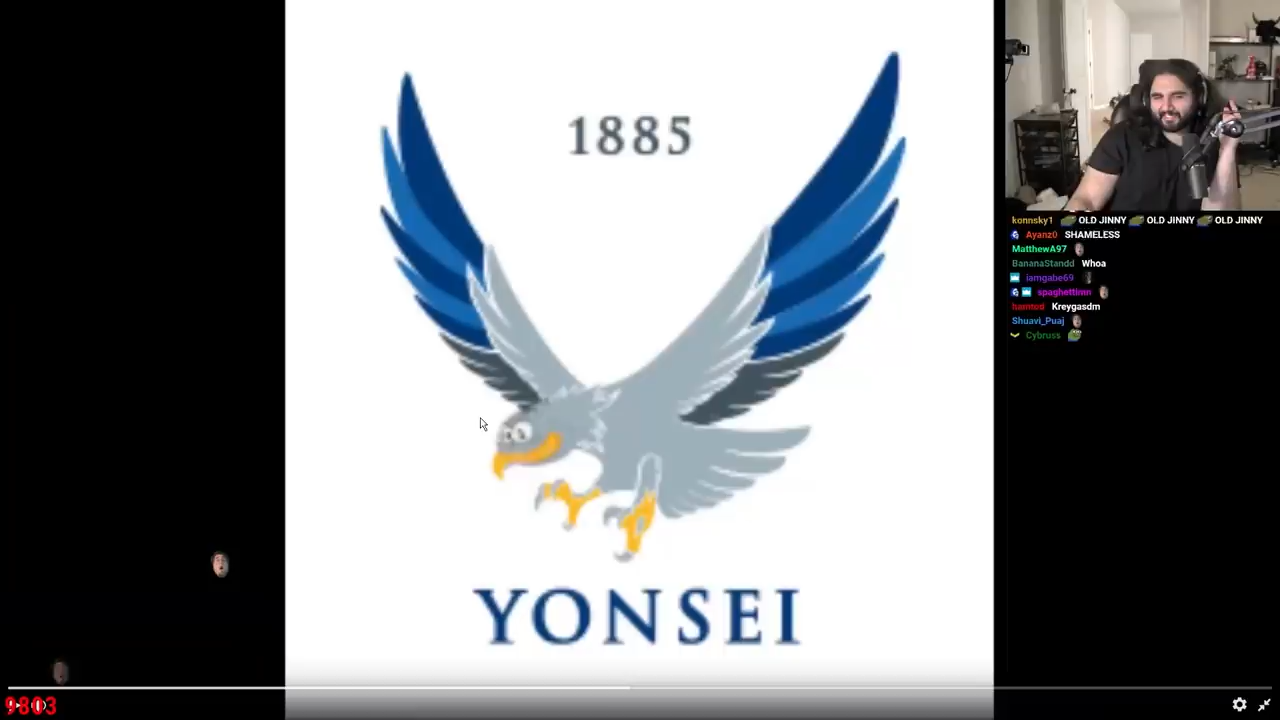 1885
YONSEI
konnsky1 OLD JINNY OLD JINNY OLD JINNY
Ayanz0 SHAMELESS
MatthewA97
BananaStandd Whoa
iamgabe69
spaghettimn
haimted Kreygasdm
Shuavi_Puaj
Cybruss
9803